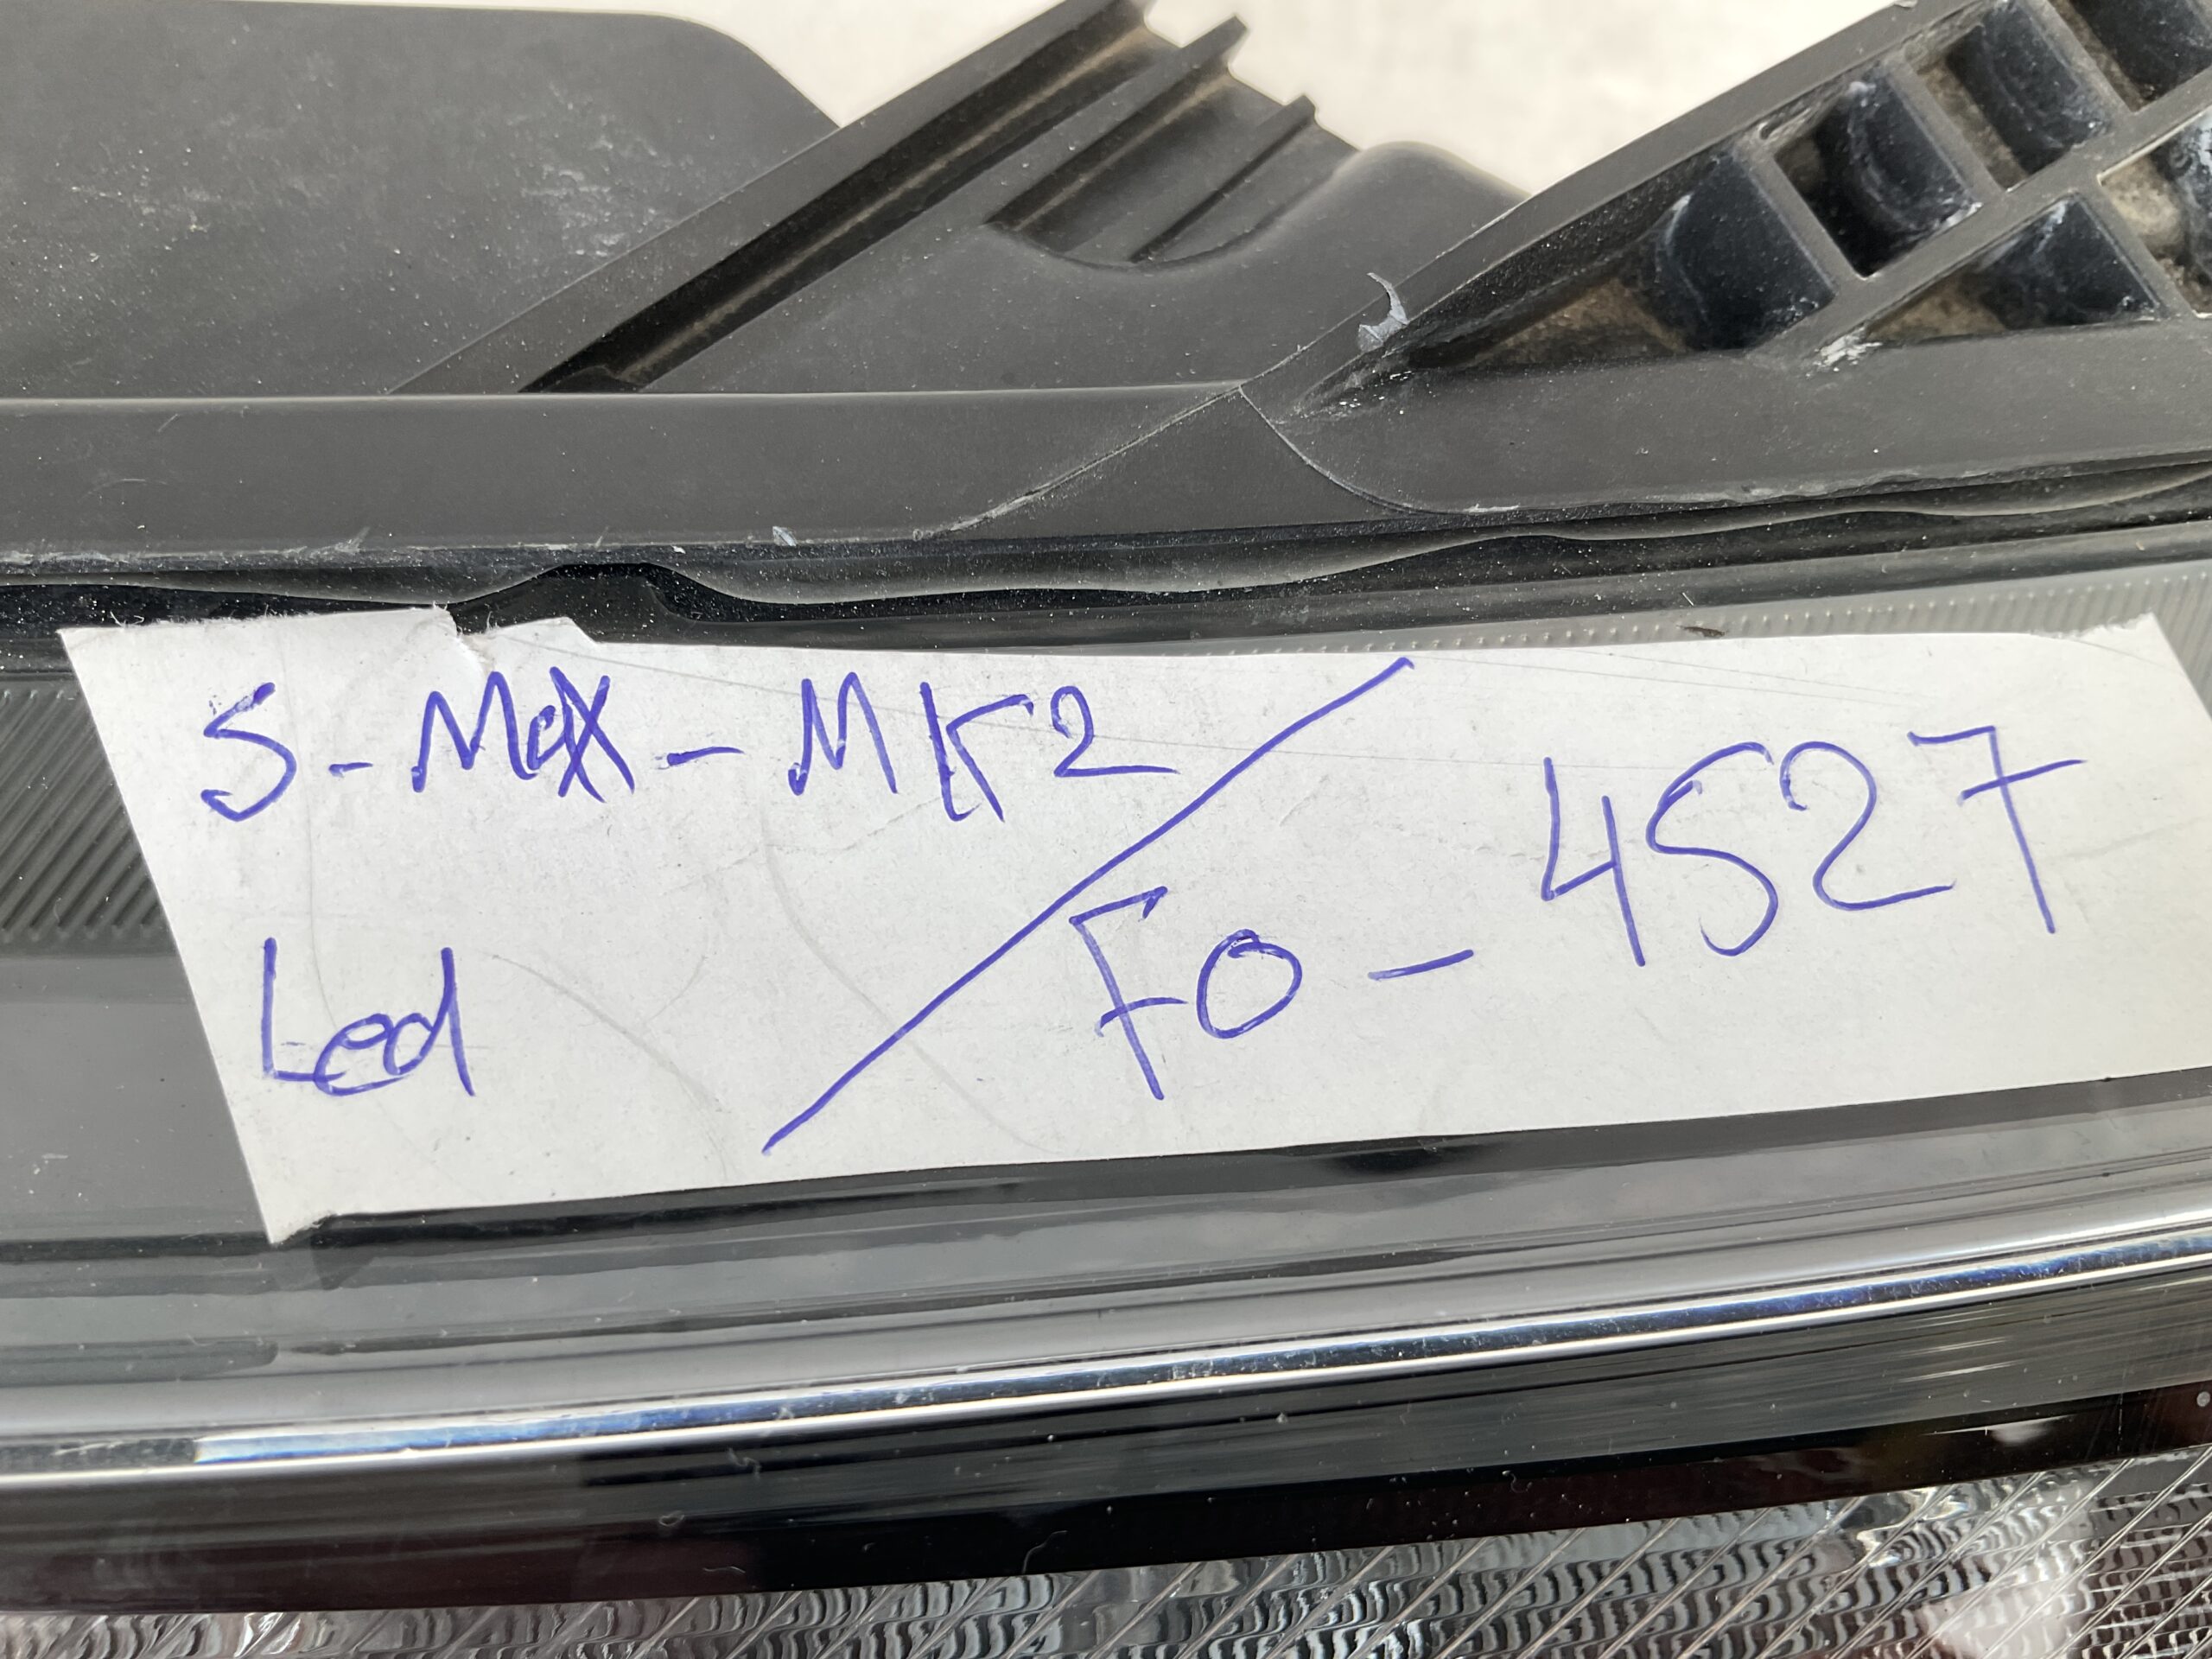 S-Max-MK2 /
Led
FO-4527